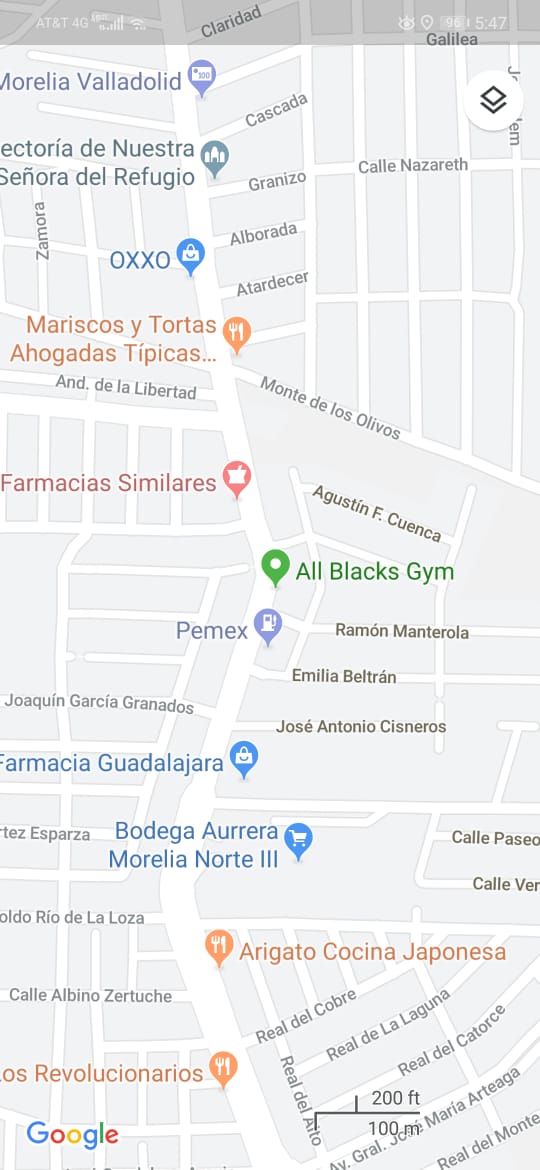 AT&T 4G
96 5:47
Claridad
Galilea
Morelia Valladolid
Cascada
ectoría de Nuestra
Señora del Refugio
Calle Nazareth
Granizo
Zamora
Alborada
OXXO
Atardecer
Mariscos y Tortas
Ahogadas Típicas...
And. de la Libertad
Monte de los Olivos
Farmacias Similares
Agustín F. Cuenca
All Blacks Gym
Pemex
Ramón Manterola
Emilia Beltrán
Joaquín García Granados
José Antonio Cisneros
Farmacia Guadalajara
rtez Esparza
Bodega Aurrera
Morelia Norte III
Calle Paseo
Calle Ver
oldo Río de La Loza
Arigato Cocina Japonesa
Calle Albino Zertuche
Real del Cobre
Real de La Laguna
Real del Catorce
Los Revolucionarios
Real del Alto
200 ft
100 m
Av. Gral. José María Arteaga
Real del Monte
Google